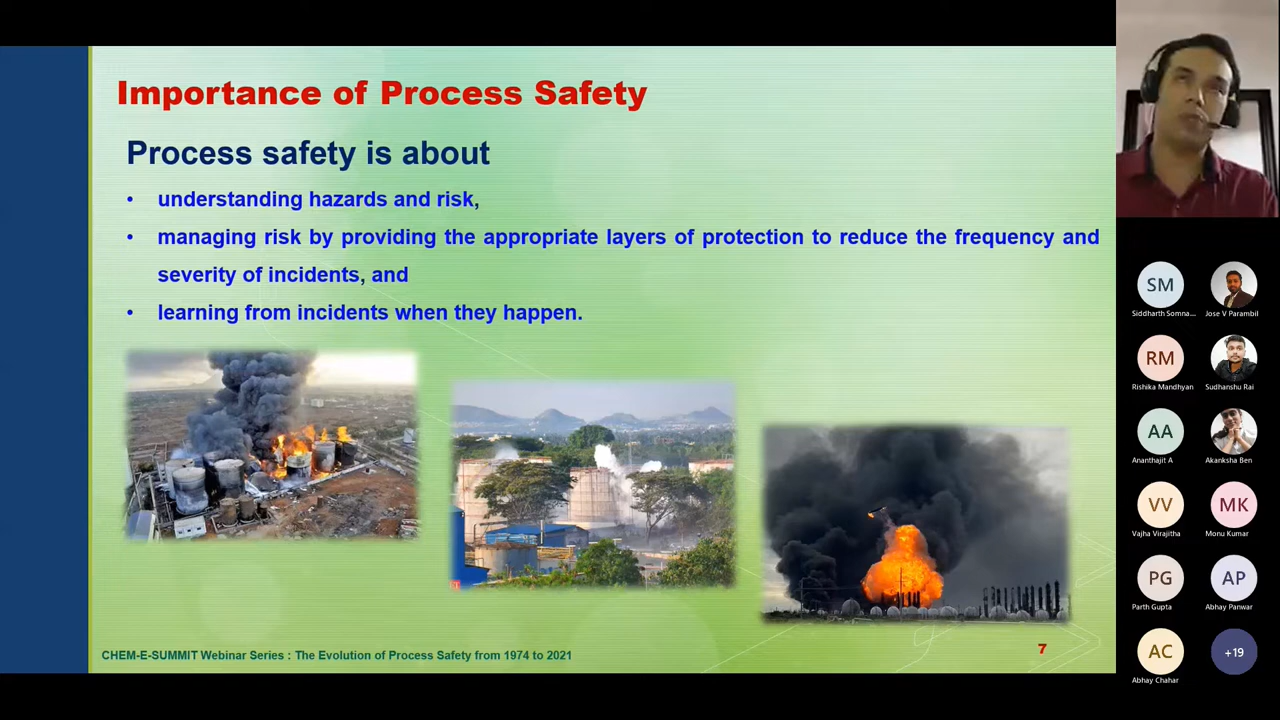 Importance of Process Safety
Process safety is about
• understanding hazards and risk,
• managing risk by providing the appropriate layers of protection to reduce the frequency and
severity of incidents, and
• learning from incidents when they happen.
CHEM-E-SUMMIT Webinar Series : The Evolution of Process Safety from 1974 to 2021
7
SM
Siddharth Somna...
Jose V Parambil
RM
Rishika Mandhyan
Sudhanshu Rai
AA
Ananthajit A
Akanksha Ben
VV
Vajha Virajitha
MK
Monu Kumar
PG
Parth Gupta
AP
Abhay Panwar
AC
Abhay Chahar
+19